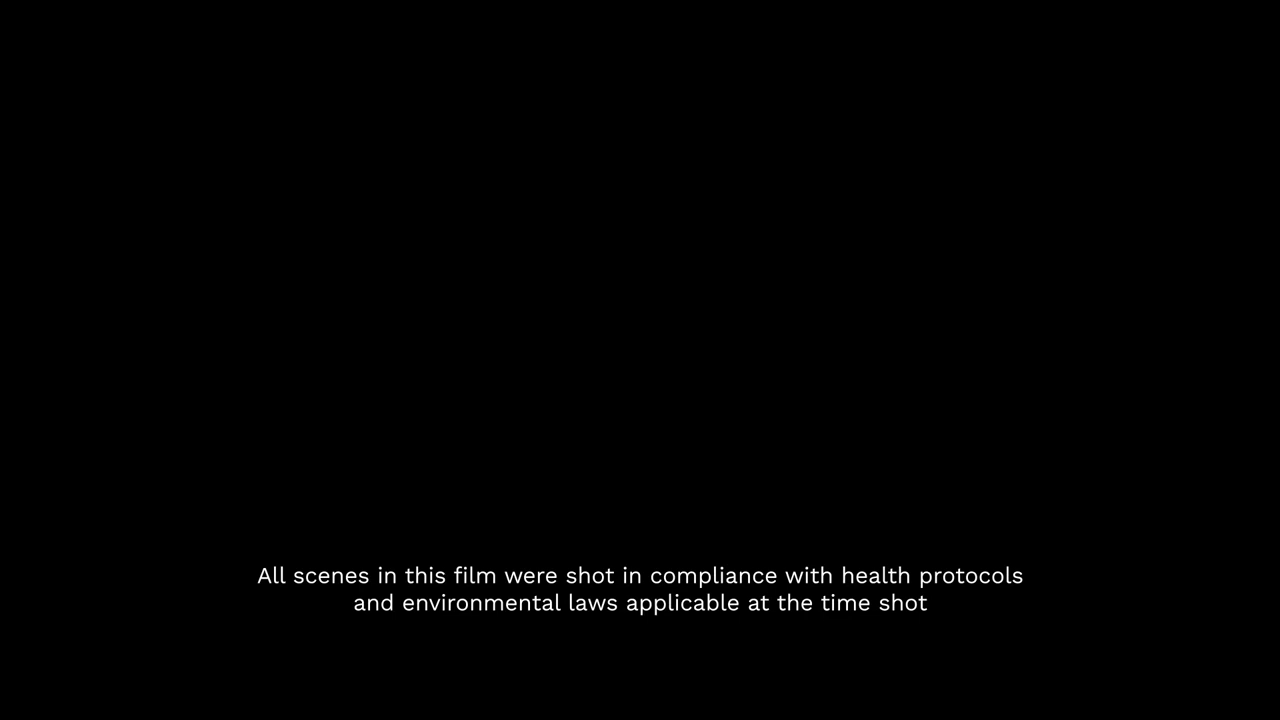 All scenes in this film were shot in compliance with health protocols
and environmental laws applicable at the time shot